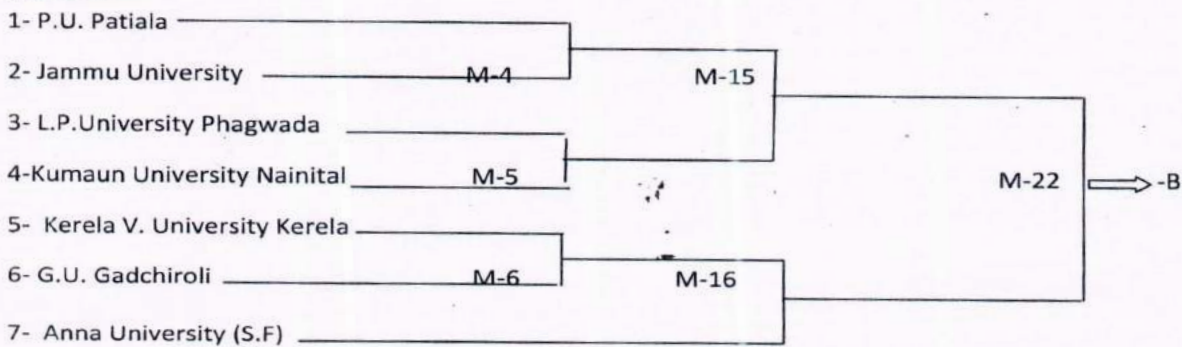 1- P.U. Patiala
2- Jammu University M-4 M-15
3- L.P.University Phagwada
4-Kumaun University Nainital M-5 M-22 -B
5- Kerela V. University Kerela
6- G.U. Gadchiroli M-6 M-16
7- Anna University (S.F)